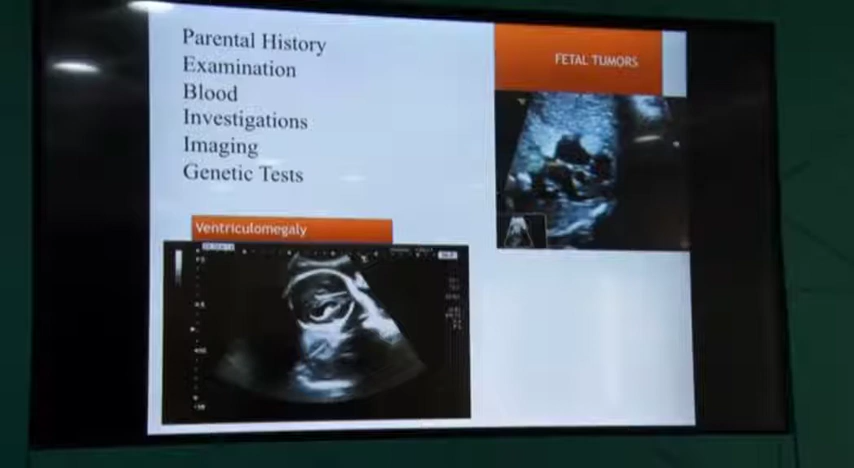 Parental History
Examination
Blood
Investigations
Imaging
Genetic Tests
FETAL TUMORS
Ventriculomegaly